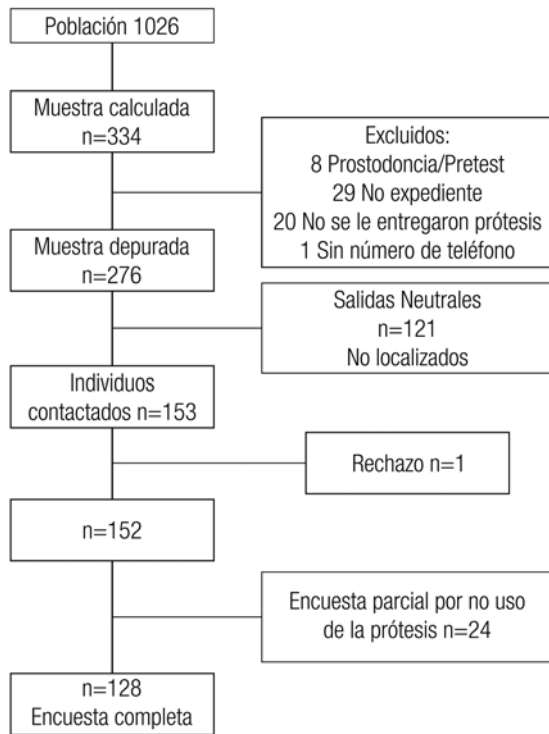 Población 1026
Muestra calculada
n=334
Excluidos:
8 Prostodoncia/Pretest
29 No expediente
20 No se le entregaron prótesis
1 Sin número de teléfono
Muestra depurada
n=276
Salidas Neutrales
n=121
No localizados
Individuos
contactados n=153
Rechazo n=1
n=152
Encuesta parcial por no uso
de la prótesis n=24
n=128
Encuesta completa